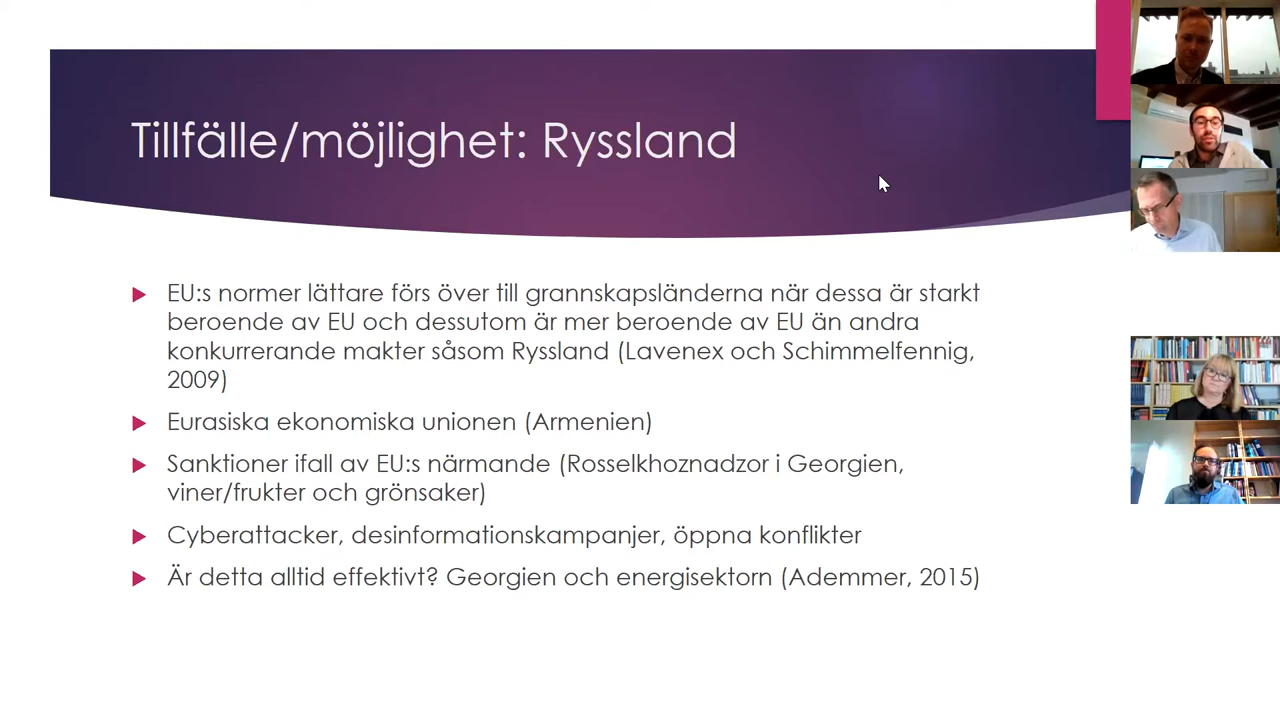 Tillfälle/möjlighet: Ryssland
EU:s normer lättare förs över till grannskapsländerna när dessa är starkt
beroende av EU och dessutom är mer beroende av EU än andra
konkurrerande makter såsom Ryssland (Lavenex och Schimmelfennig,
2009)
Eurasiska ekonomiska unionen (Armenien)
Sanktioner ifall av EU:s närmande (Rosselkhoznadzor i Georgien,
viner/frukter och grönsaker)
Cyberattacker, desinformationskampanjer, öppna konflikter
Är detta alltid effektivt? Georgien och energisektorn (Ademmer, 2015)